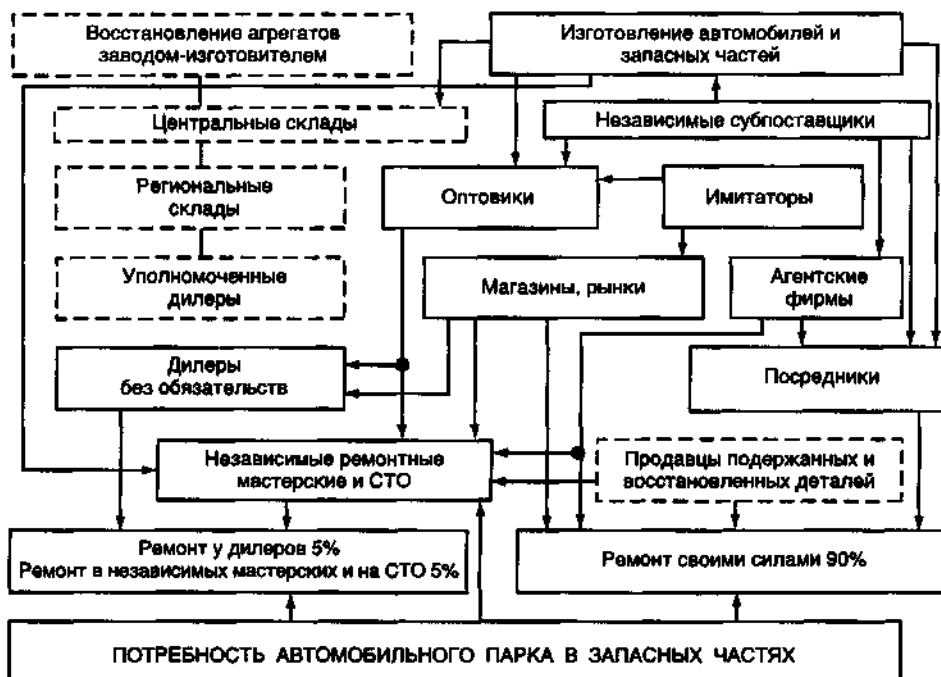 Восстановление агрегатов
заводом-изготовителем
Изготовление автомобилей и
запасных частей
Центральные склады
Независимые субпоставщики
Региональные
склады
Оптовики
Имитаторы
Уполномоченные
дилеры
Магазины, рынки
Агентские
фирмы
Дилеры
без обязательств
Посредники
Независимые ремонтные
мастерские и СТО
Продавцы подержанных и
восстановленных деталей
Ремонт у дилеров 5%
Ремонт в независимых мастерских и на СТО 5%
Ремонт своими силами 90%
ПОТРЕБНОСТЬ АВТОМОБИЛЬНОГО ПАРКА В ЗАПАСНЫХ ЧАСТЯХ